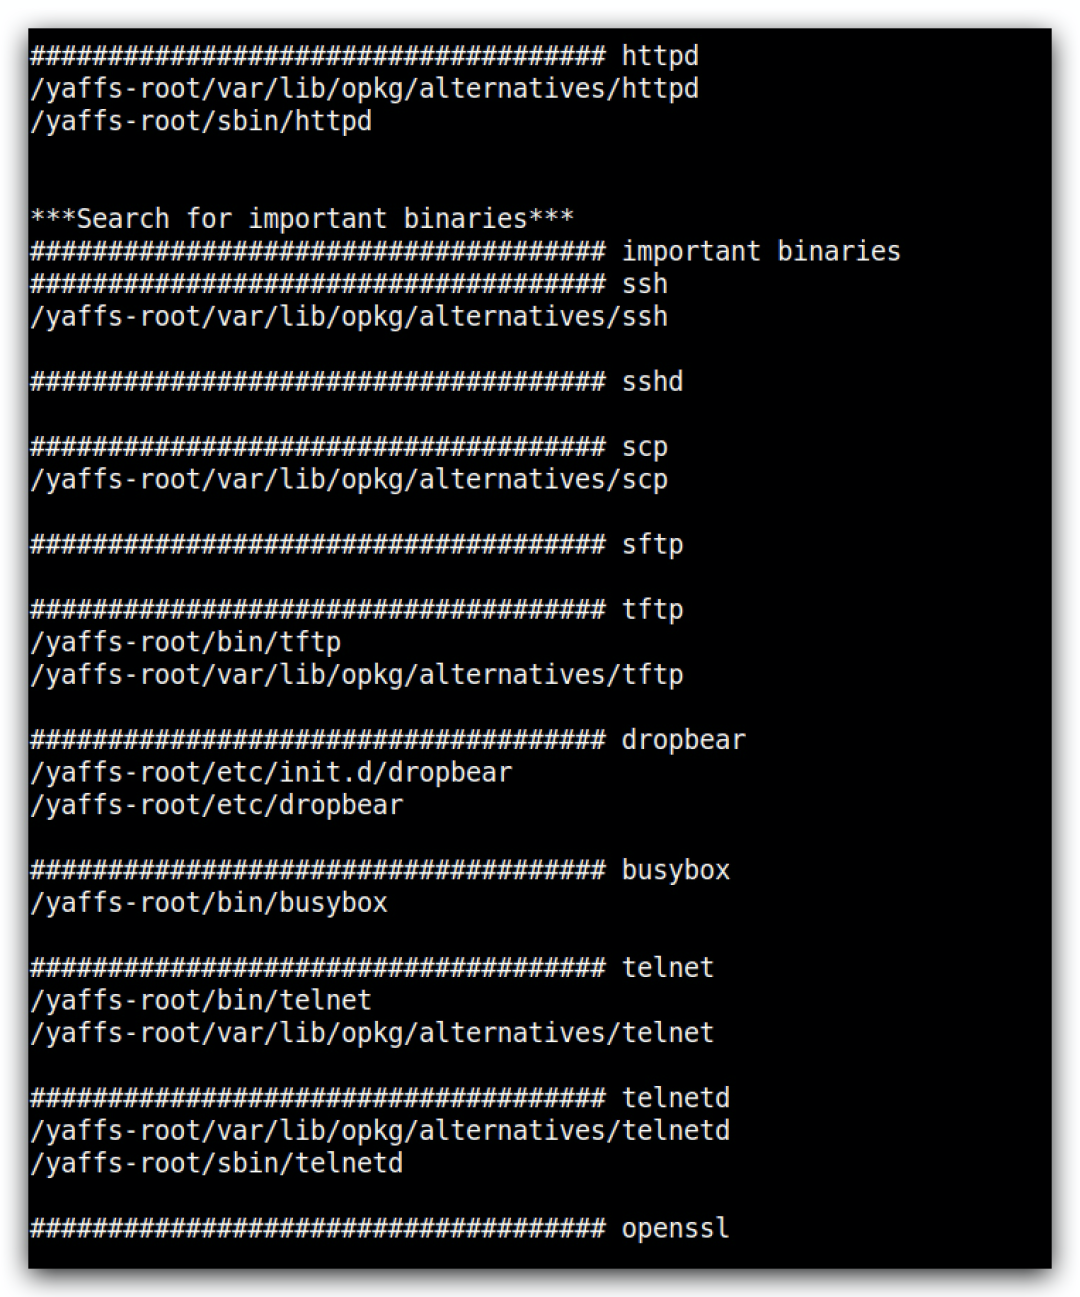 ##################################### httpd
/yaffs-root/var/lib/opkg/alternatives/httpd
/yaffs-root/sbin/httpd
***Search for important binaries***
##################################### important binaries
##################################### ssh
/yaffs-root/var/lib/opkg/alternatives/ssh
##################################### sshd
##################################### scp
/yaffs-root/var/lib/opkg/alternatives/scp
##################################### sftp
##################################### tftp
/yaffs-root/bin/tftp
/yaffs-root/var/lib/opkg/alternatives/tftp
##################################### dropbear
/yaffs-root/etc/init.d/dropbear
/yaffs-root/etc/dropbear
##################################### busybox
/yaffs-root/bin/busybox
##################################### telnet
/yaffs-root/bin/telnet
/yaffs-root/var/lib/opkg/alternatives/telnet
##################################### telnetd
/yaffs-root/var/lib/opkg/alternatives/telnetd
/yaffs-root/sbin/telnetd
##################################### openssl